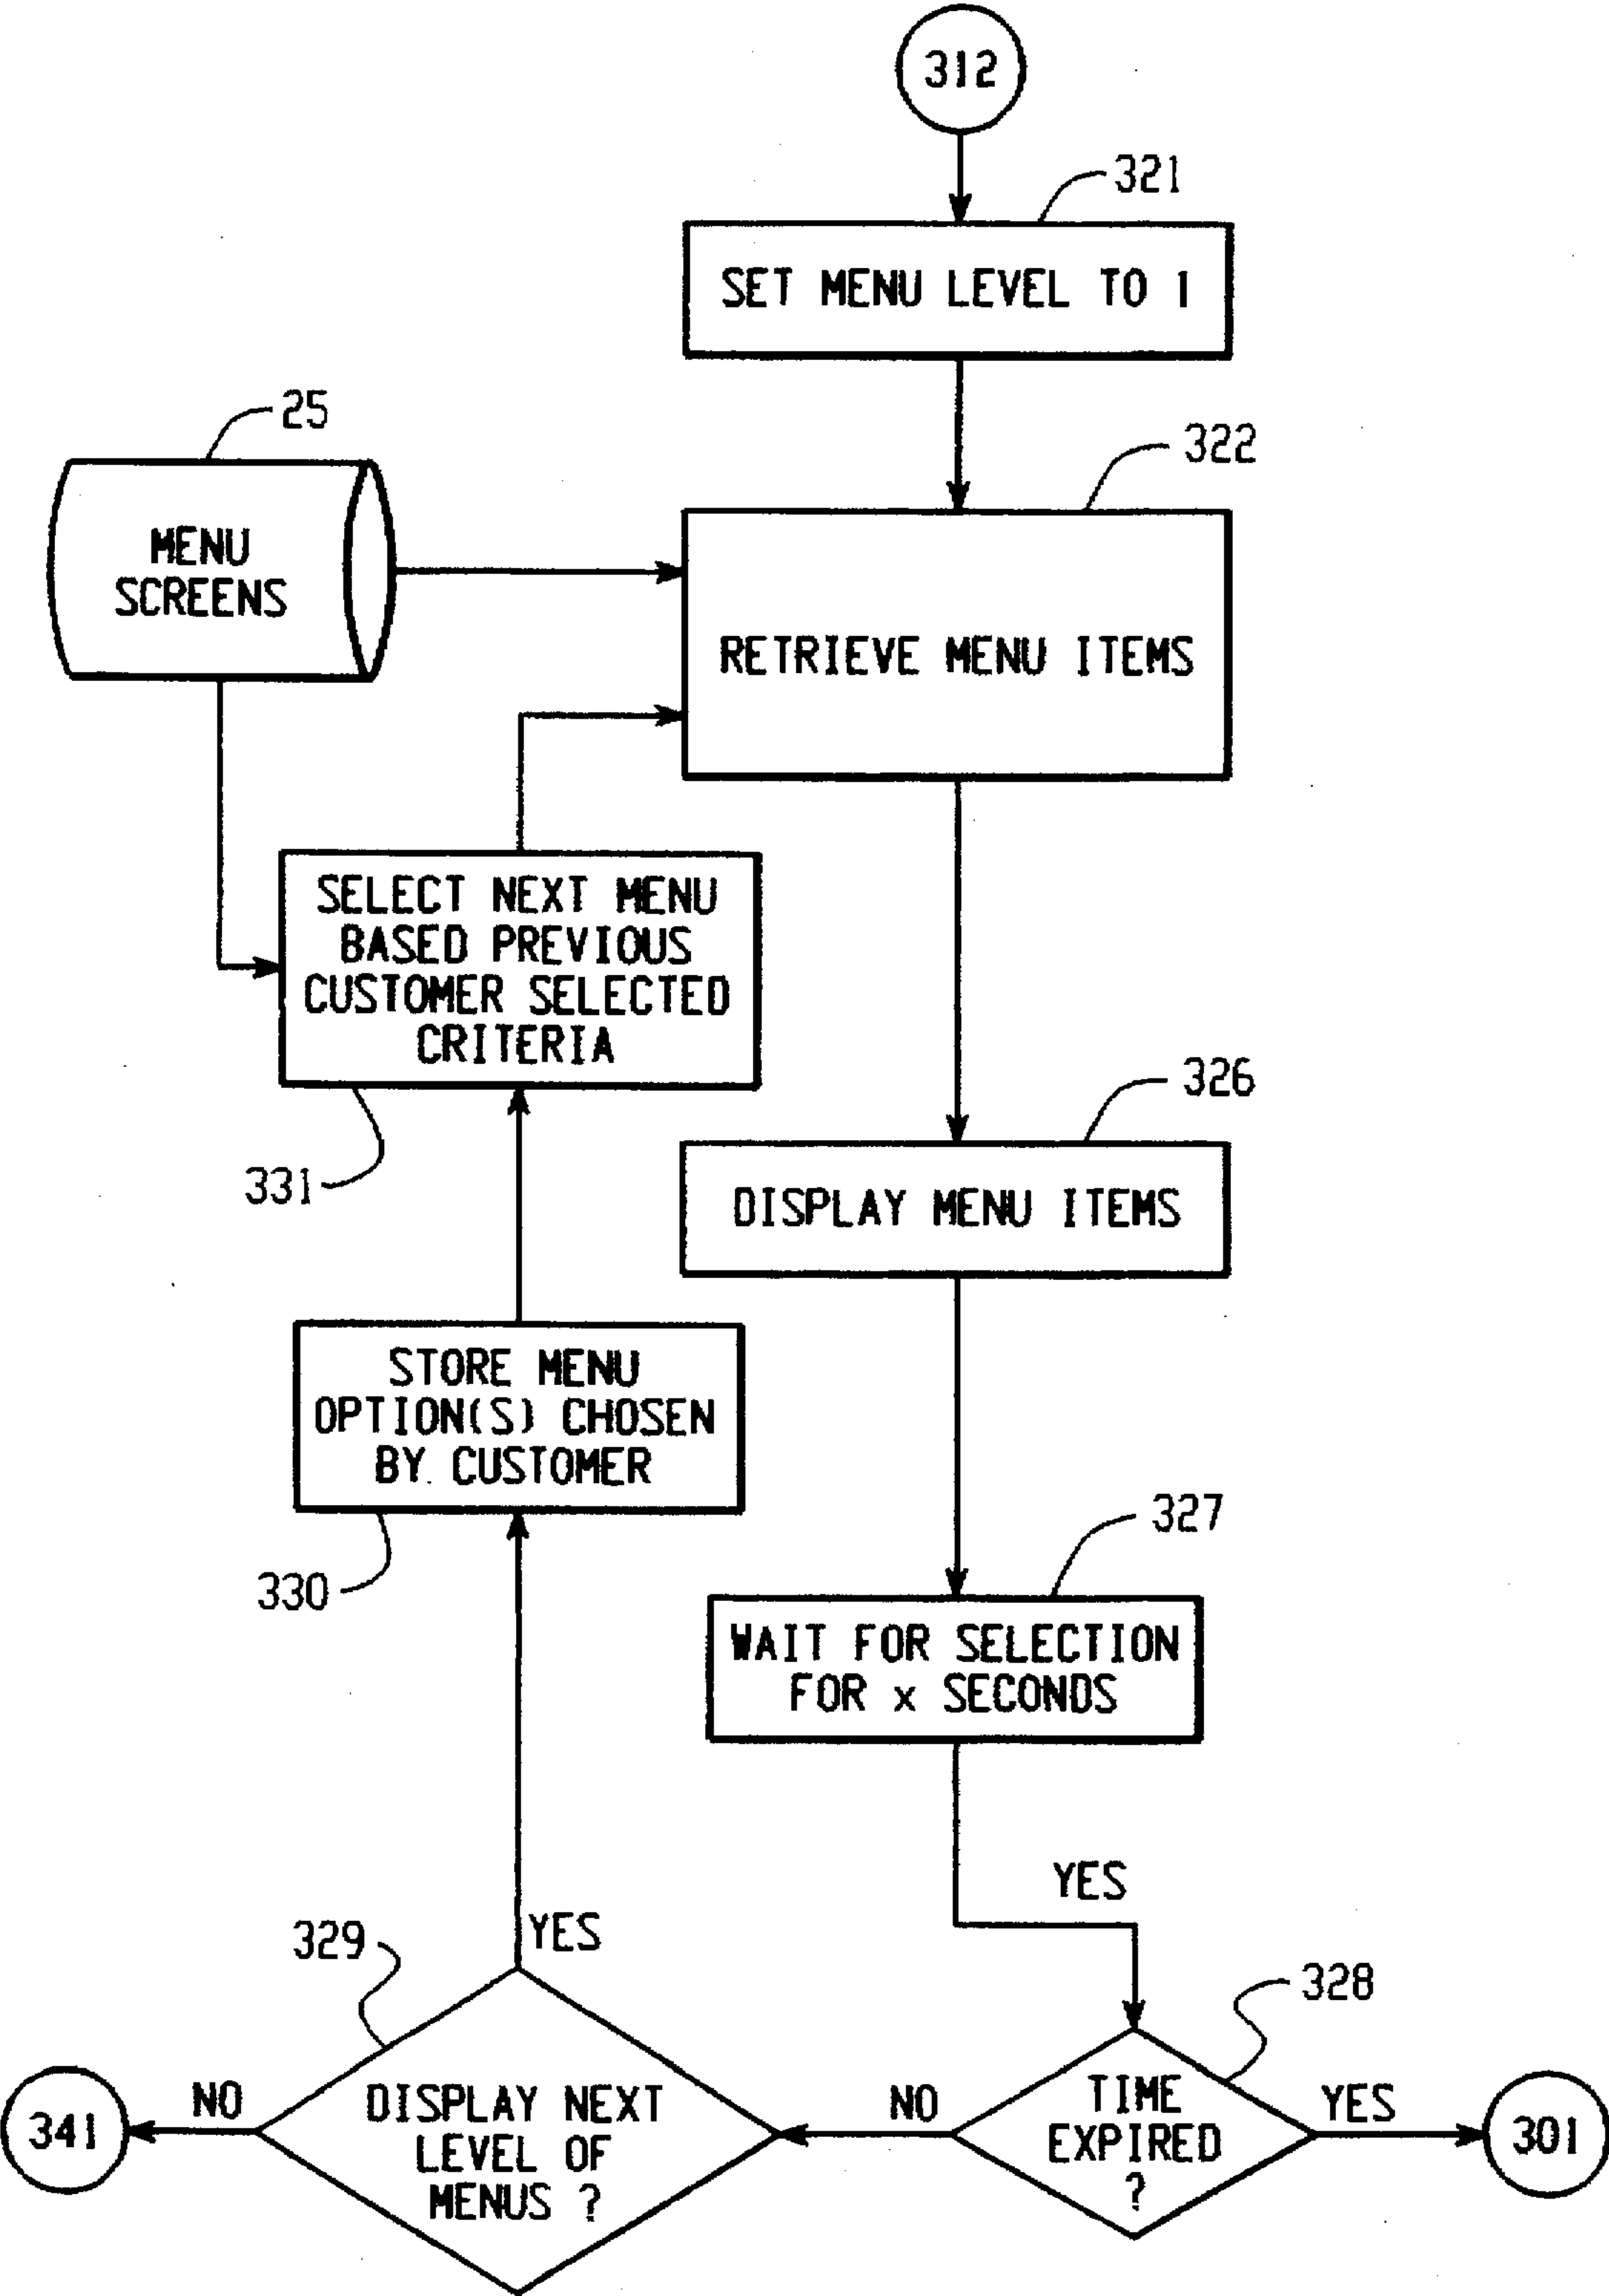 312
321
SET MENU LEVEL TO 1
25
322
MENU
SCREENS
RETRIEVE MENU ITEMS
SELECT NEXT MENU
BASED PREVIOUS
CUSTOMER SELECTED
CRITERIA
326
331
DISPLAY MENU ITEMS
STORE MENU
OPTION(S) CHOSEN
BY CUSTOMER
327
330
WAIT FOR SELECTION
FOR x SECONDS
YES
YES
329
328
341
NO
DISPLAY NEXT
LEVEL OF
MENUS ?
NO
TIME
EXPIRED
?
YES
301